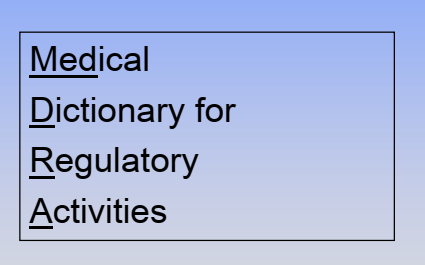 Medical
Dictionary for
Regulatory
Activities